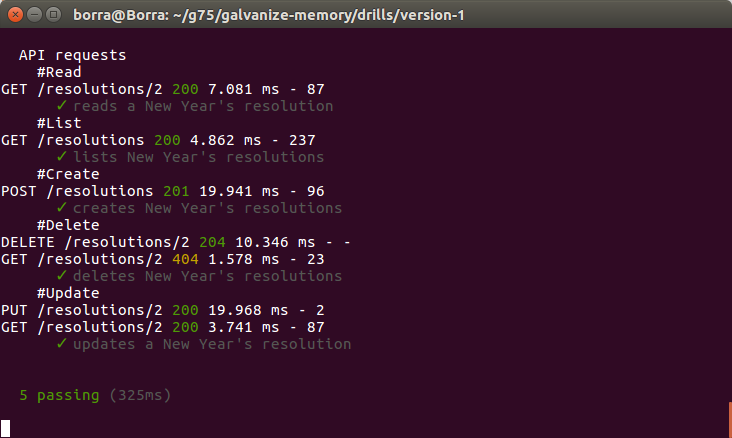 borra@Borra: ~/g75/galvanize-memory/drills/version-1
API requests
#Read
GET /resolutions/2 200 7.081 ms - 87
✓ reads a New Year's resolution
#List
GET /resolutions 200 4.862 ms - 237
✓ lists New Year's resolutions
#Create
POST /resolutions 201 19.941 ms - 96
✓ creates New Year's resolutions
#Delete
DELETE /resolutions/2 204 10.346 ms - -
GET /resolutions/2 404 1.578 ms - 23
✓ deletes New Year's resolutions
#Update
PUT /resolutions/2 200 19.968 ms - 2
GET /resolutions/2 200 3.741 ms - 87
✓ updates a New Year's resolution
5 passing (325ms)